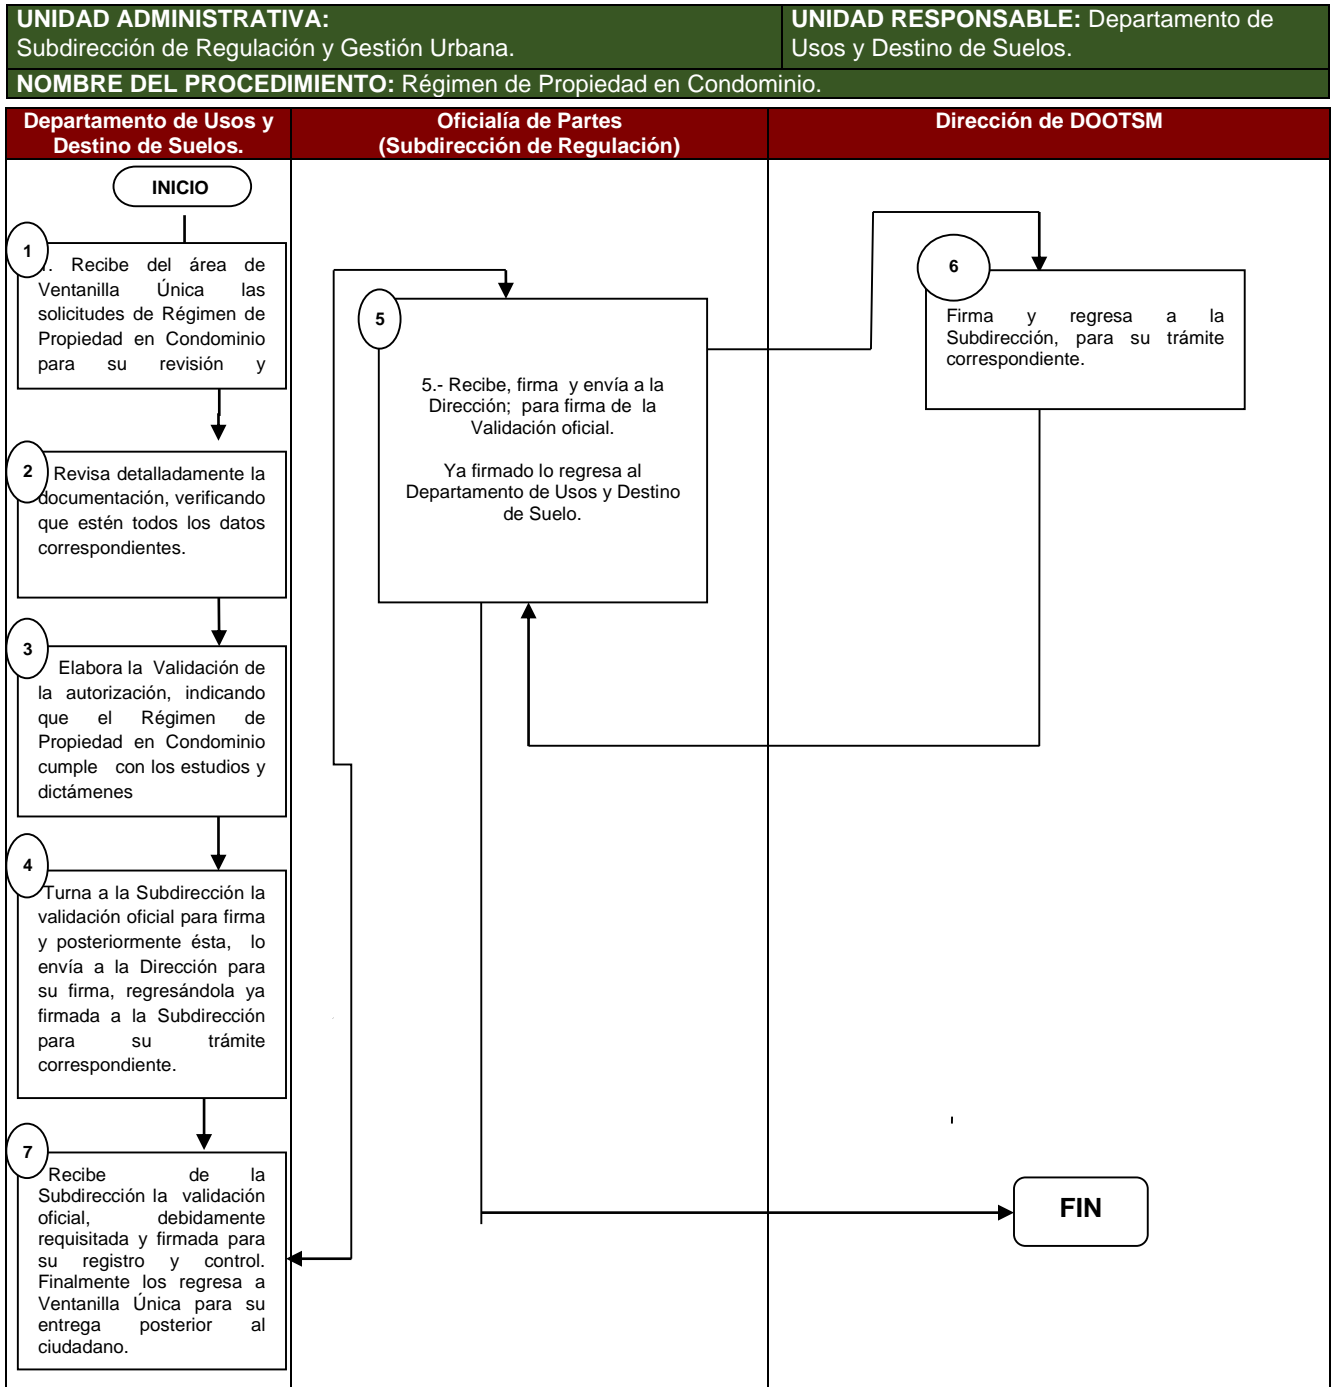 UNIDAD ADMINISTRATIVA:
Subdirección de Regulación y Gestión Urbana.
UNIDAD RESPONSABLE: Departamento de
Usos y Destino de Suelos.
NOMBRE DEL PROCEDIMIENTO: Régimen de Propiedad en Condominio.
Departamento de Usos y
Destino de Suelos.
Oficialía de Partes
(Subdirección de Regulación)
Dirección de DOOTSM
INICIO
1
1. Recibe del área de
Ventanilla Única las
solicitudes de Régimen de
Propiedad en Condominio
para su revisión y
2
Revisa detalladamente la
documentación, verificando
que estén todos los datos
correspondientes.
3
Elabora la Validación de
la autorización, indicando
que el Régimen de
Propiedad en Condominio
cumple con los estudios y
dictámenes
4
Turna a la Subdirección la
validación oficial para firma
y posteriormente ésta, lo
envía a la Dirección para
su firma, regresándola ya
firmada a la Subdirección
para su trámite
correspondiente.
7
Recibe de la
Subdirección la validación
oficial, debidamente
requisitada y firmada para
su registro y control.
Finalmente los regresa a
Ventanilla Única para su
entrega posterior al
ciudadano.
5
5.- Recibe, firma y envía a la
Dirección; para firma de la
Validación oficial.
Ya firmado lo regresa al
Departamento de Usos y Destino
de Suelo.
6
Firma y regresa a la
Subdirección, para su trámite
correspondiente.
FIN